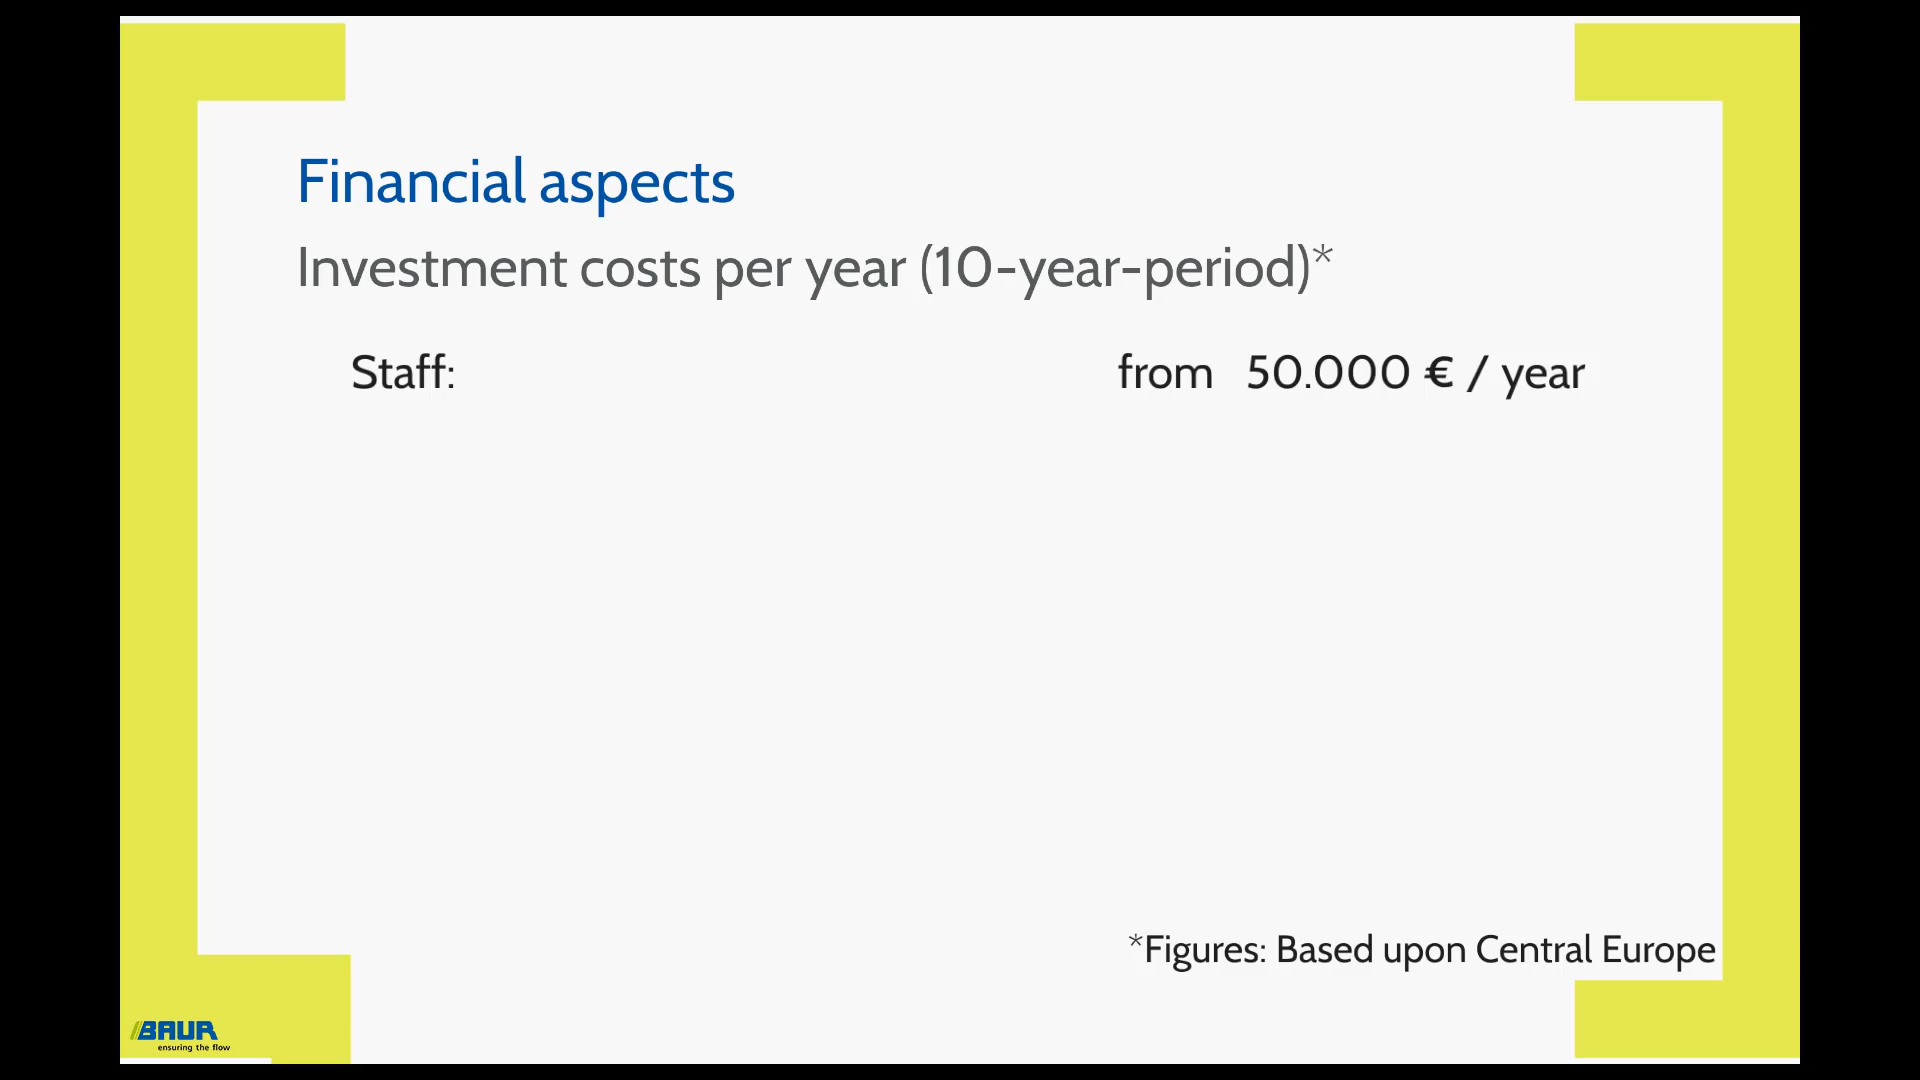 Financial aspects
Investment costs per year (10-year-period)*
Staff: from 50.000 € / year
*Figures: Based upon Central Europe
BAUR
ensuring the flow